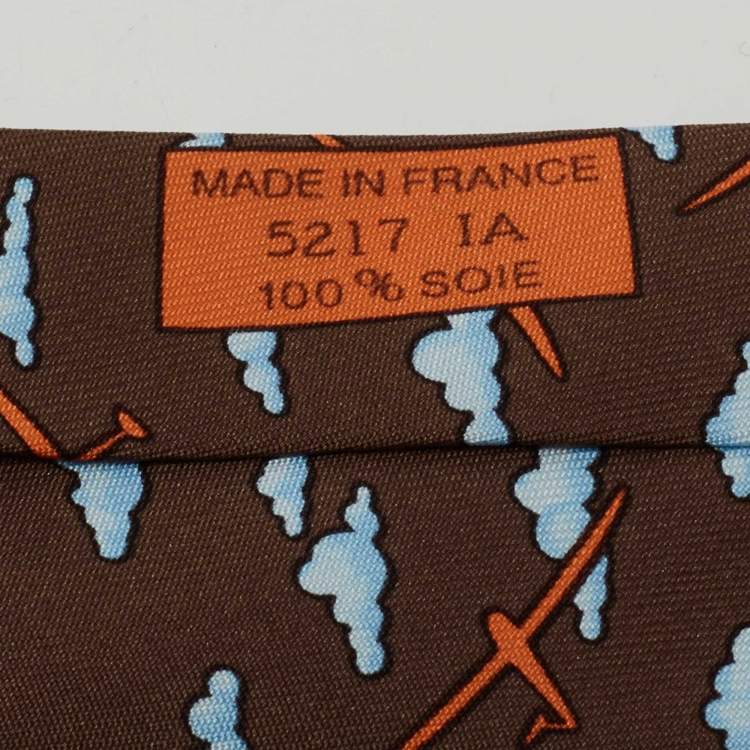 MADE IN FRANCE
5217 IA
100 % SOIE